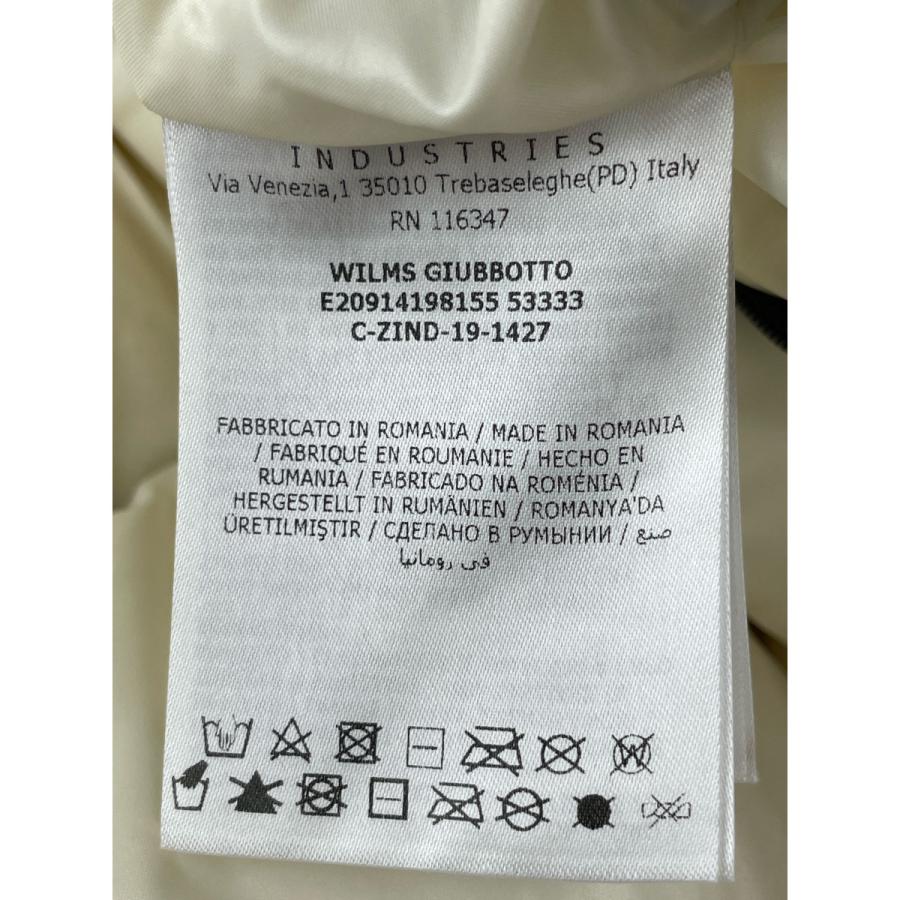 INDUSTRIES
Via Venezia,1 35010 Trebaseleghe(PD) Italy
RN 116347
WILMS GIUBBOTTO
E20914198155 53333
C-ZIND-19-1427
FABBRICATO IN ROMANIA / MADE IN ROMANIA
/ FABRIQUÉ EN ROUMANIE / HECHO EN
RUMANIA / FABRICADO NA ROMÉNIA /
HERGESTELLT IN RUMÄNIEN / ROMANYA'DA
ÜRETILMIŞTIR / СДЕЛАНО В РУМЫНИИ / صنع
في رومانيا
W